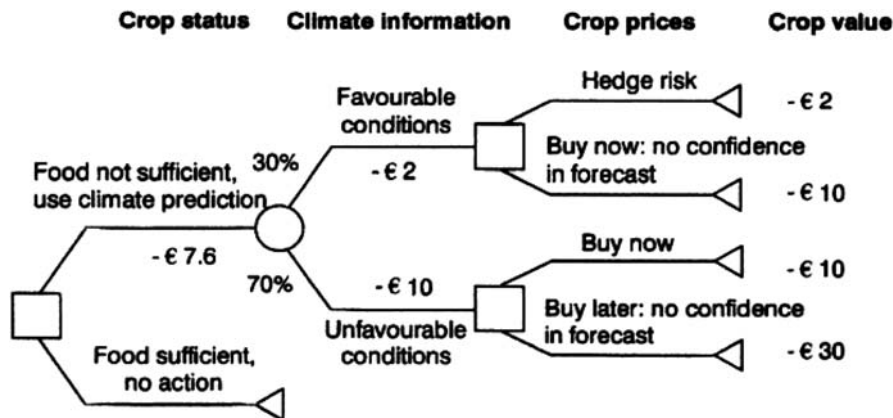 Crop status
Climate information
Crop prices
Crop value
Hedge risk
- € 2
Favourable
conditions
Buy now: no confidence
in forecast
30%
Food not sufficient,
use climate prediction
- € 2
- € 10
- € 7.6
Buy now
- € 10
70%
- € 10
Buy later: no confidence
in forecast
Unfavourable
conditions
- € 30
Food sufficient,
no action